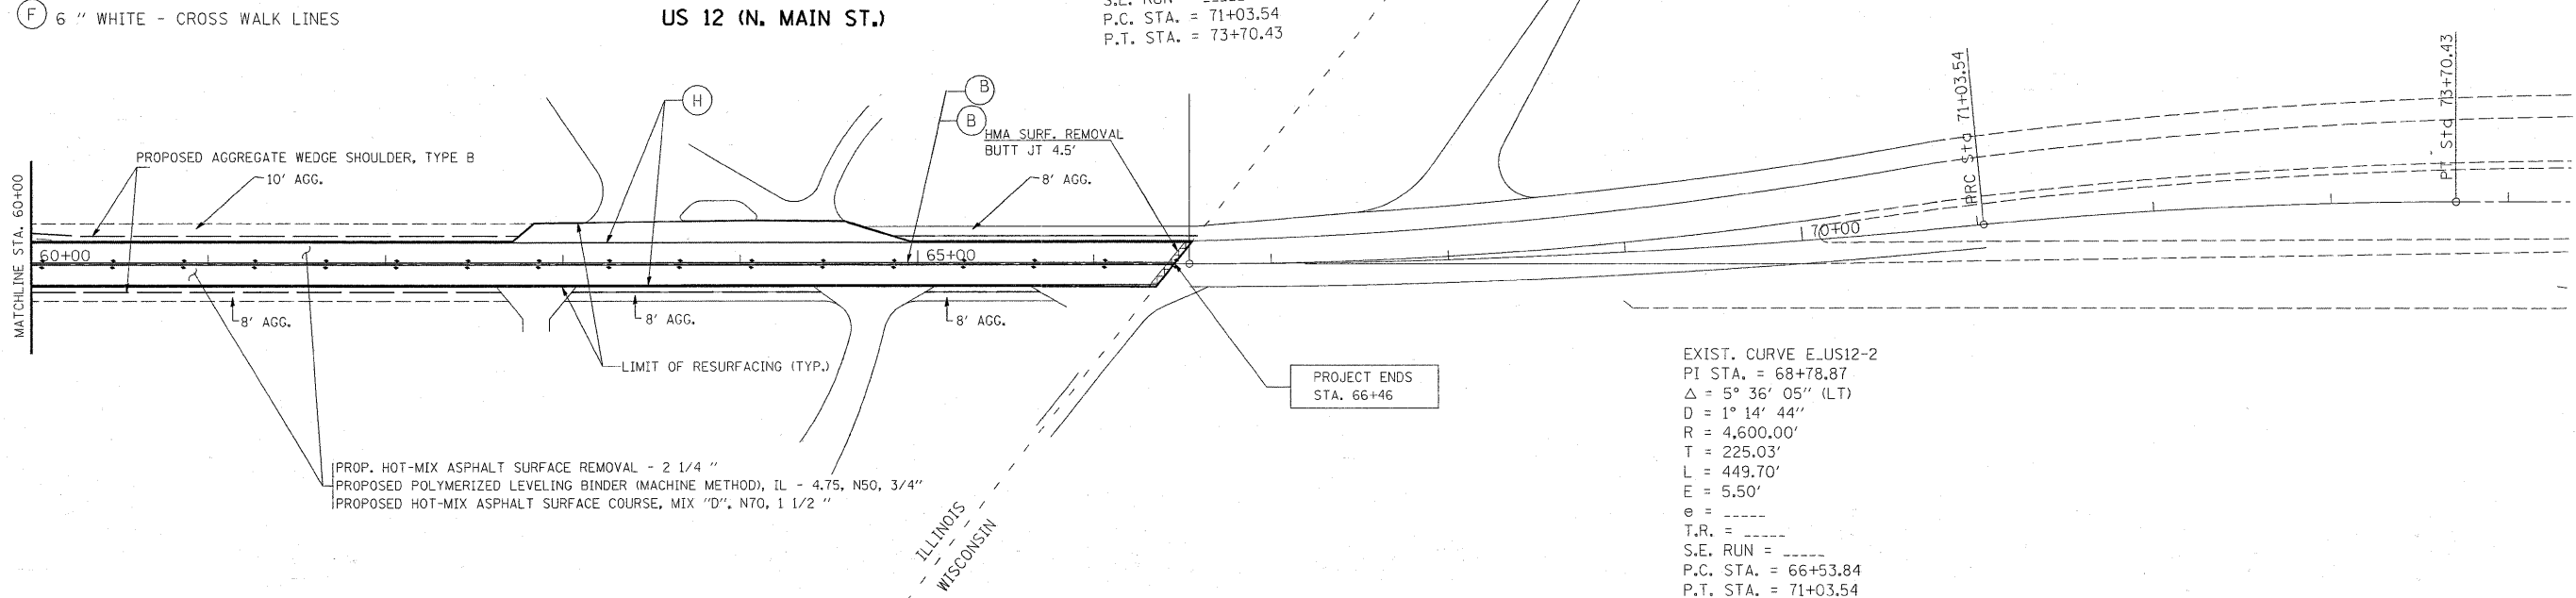 F 6 " WHITE - CROSS WALK LINES
US 12 (N. MAIN ST.)
S.E. RUN = _____
P.C. STA. = 71+03.54
P.T. STA. = 73+70.43
PRC Sta 71+03.54
PI Sta 73+70.43
H
B
B
HMA SURF. REMOVAL
BUTT JT 4.5'
PROPOSED AGGREGATE WEDGE SHOULDER, TYPE B
10' AGG.
8' AGG.
MATCHLINE STA. 60+00
60+00
65+00
70+00
8' AGG.
8' AGG.
8' AGG.
LIMIT OF RESURFACING (TYP.)
PROJECT ENDS
STA. 66+46
PROP. HOT-MIX ASPHALT SURFACE REMOVAL - 2 1/4 "
PROPOSED POLYMERIZED LEVELING BINDER (MACHINE METHOD), IL - 4.75, N50, 3/4"
PROPOSED HOT-MIX ASPHALT SURFACE COURSE, MIX "D", N70, 1 1/2 "
ILLINOIS
WISCONSIN
EXIST. CURVE E_US12-2
PI STA. = 68+78.87
Δ = 5° 36' 05" (LT)
D = 1° 14' 44"
R = 4,600.00'
T = 225.03'
L = 449.70'
E = 5.50'
e = _____
T.R. = _____
S.E. RUN = _____
P.C. STA. = 66+53.84
P.T. STA. = 71+03.54